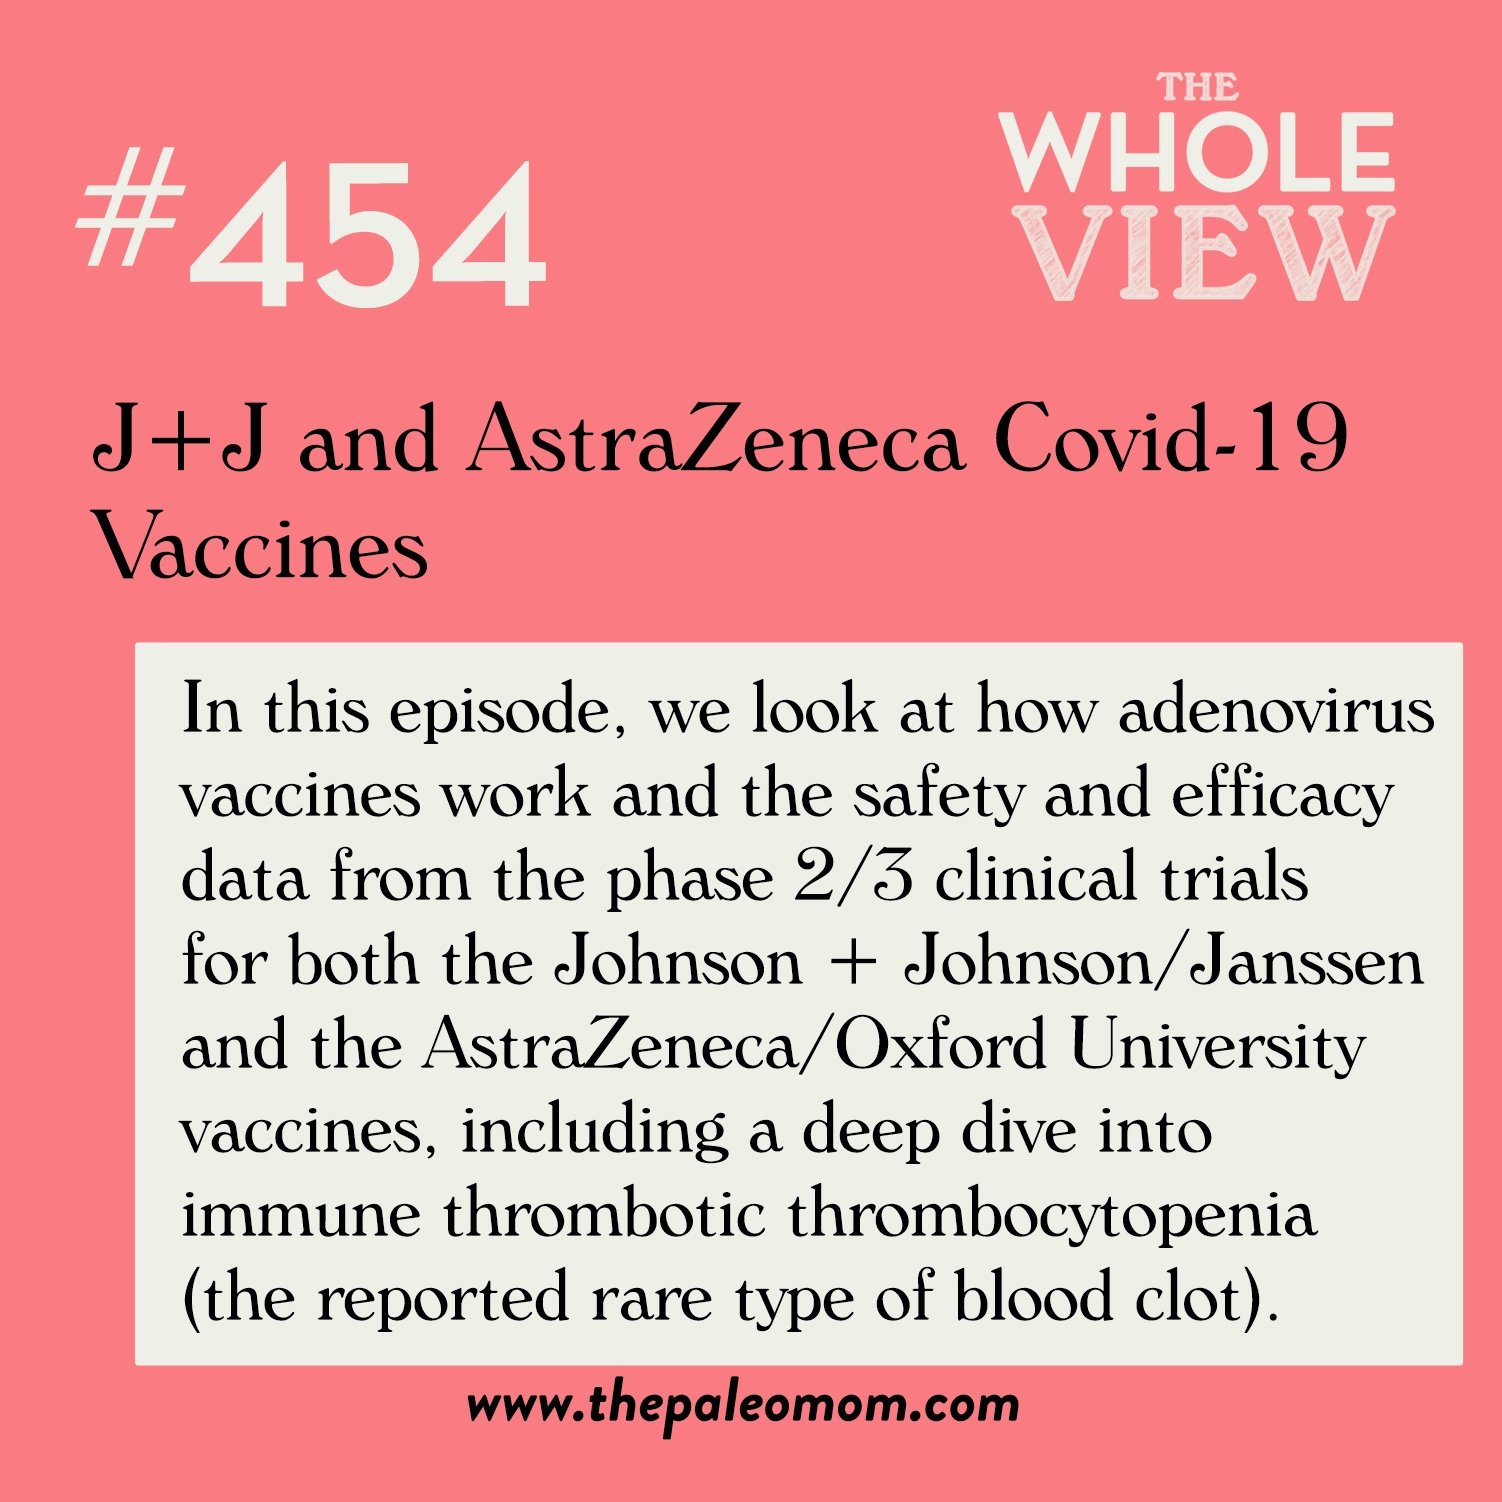 #454
THE
WHOLE
VIEW
J+J and AstraZeneca Covid-19
Vaccines
In this episode, we look at how adenovirus
vaccines work and the safety and efficacy
data from the phase 2/3 clinical trials
for both the Johnson + Johnson/Janssen
and the AstraZeneca/Oxford University
vaccines, including a deep dive into
immune thrombotic thrombocytopenia
(the reported rare type of blood clot).
www.thepaleomom.com